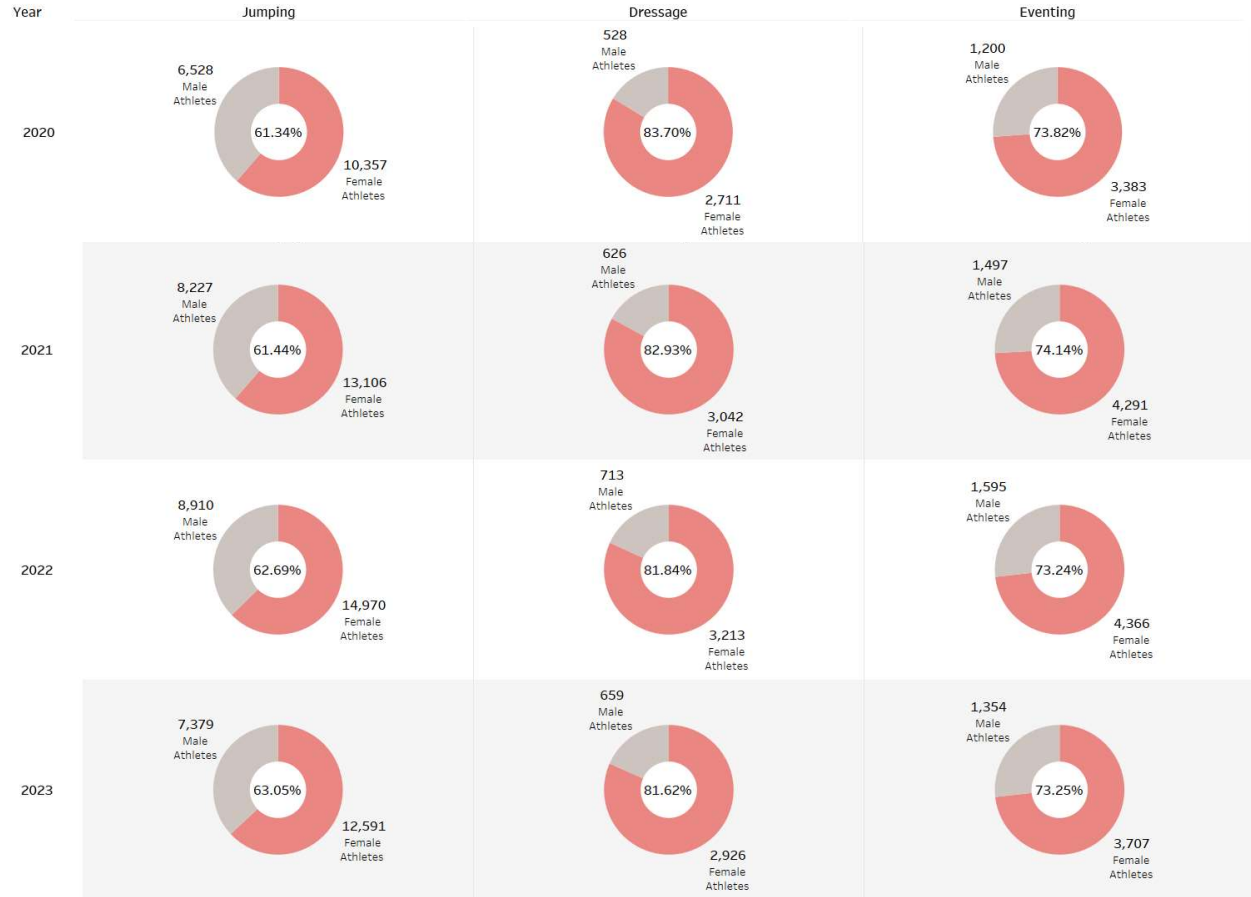 Year
Jumping
Dressage
Eventing
2020
6,528
Male
Athletes
61.34%
10,357
Female
Athletes
528
Male
Athletes
83.70%
2,711
Female
Athletes
1,200
Male
Athletes
73.82%
3,383
Female
Athletes
2021
8,227
Male
Athletes
61.44%
13,106
Female
Athletes
626
Male
Athletes
82.93%
3,042
Female
Athletes
1,497
Male
Athletes
74.14%
4,291
Female
Athletes
2022
8,910
Male
Athletes
62.69%
14,970
Female
Athletes
713
Male
Athletes
81.84%
3,213
Female
Athletes
1,595
Male
Athletes
73.24%
4,366
Female
Athletes
2023
7,379
Male
Athletes
63.05%
12,591
Female
Athletes
659
Male
Athletes
81.62%
2,926
Female
Athletes
1,354
Male
Athletes
73.25%
3,707
Female
Athletes